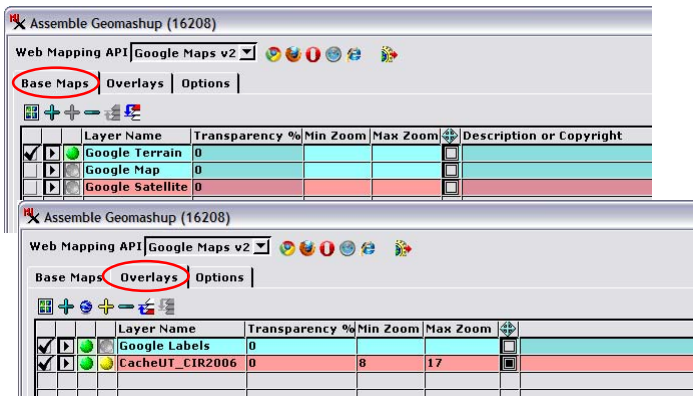 Assemble Geomashup (16208)
Web Mapping API Google Maps v2
Base Maps Overlays Options
Layer Name Transparency % Min Zoom Max Zoom Description or Copyright
Google Terrain 0
Google Map 0
Google Satellite 0
Assemble Geomashup (16208)
Web Mapping API Google Maps v2
Base Maps Overlays Options
Layer Name Transparency % Min Zoom Max Zoom
Google Labels 0
CacheUT_CIR2006 0 8 17